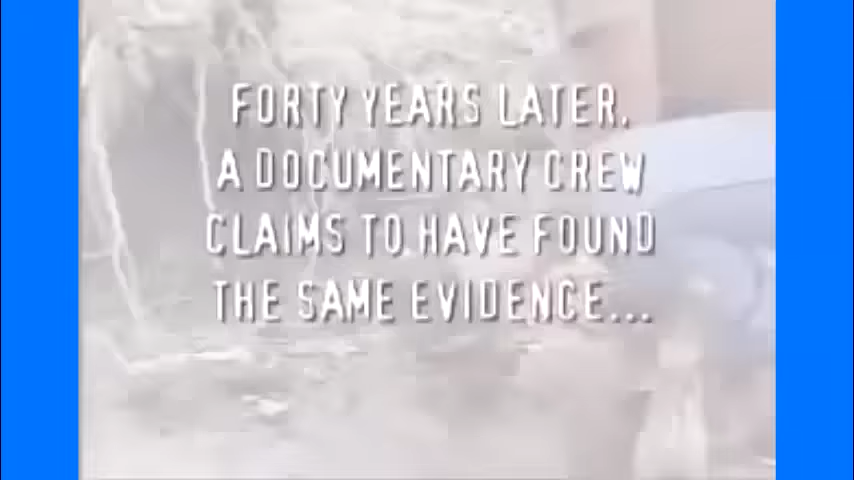 FORTY YEARS LATER,
A DOCUMENTARY CREW
CLAIMS TO HAVE FOUND
THE SAME EVIDENCE...